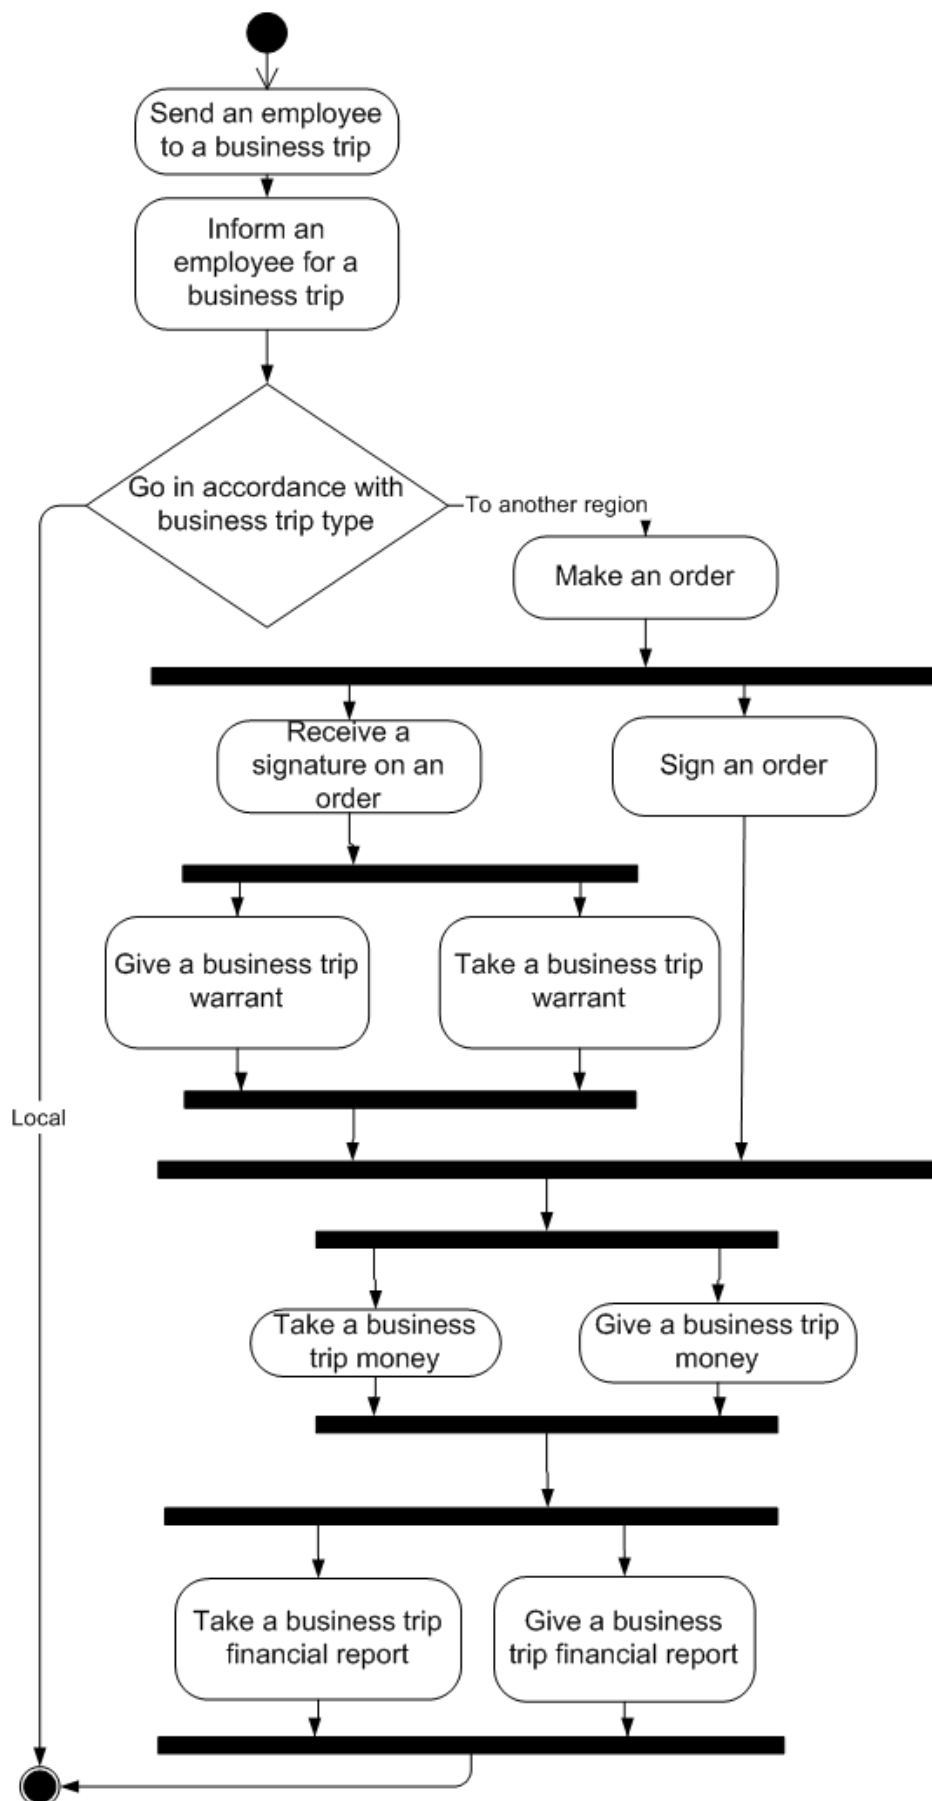 Send an employee
to a business trip
Inform an
employee for a
business trip
Go in accordance with
business trip type
To another region
Make an order
Receive a
signature on an
order
Sign an order
Give a business trip
warrant
Take a business trip
warrant
Local
Take a business
trip money
Give a business trip
money
Take a business trip
financial report
Give a business
trip financial report